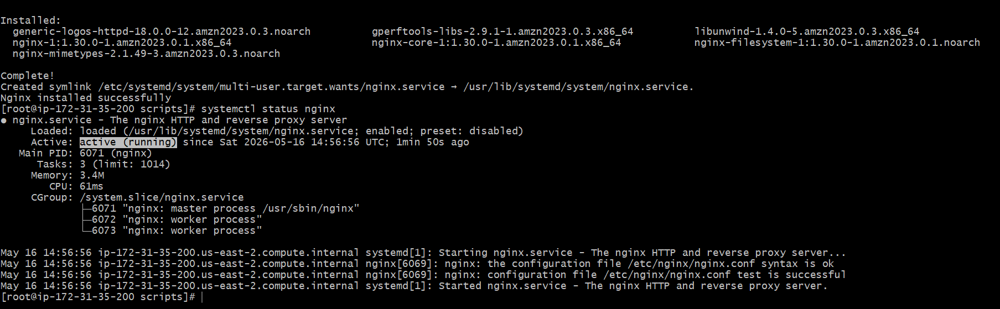 Installed:
generic-logos-httpd-18.0.0-12.amzn2023.0.3.noarch gperftools-libs-2.9.1-1.amzn2023.0.3.x86_64 libunwind-1.4.0-5.amzn2023.0.3.x86_64
nginx-1:1.30.0-1.amzn2023.0.1.x86_64 nginx-core-1:1.30.0-1.amzn2023.0.1.x86_64 nginx-filesystem-1:1.30.0-1.amzn2023.0.1.noarch
nginx-mimetypes-2.1.49-3.amzn2023.0.3.noarch
Complete!
Created symlink /etc/systemd/system/multi-user.target.wants/nginx.service → /usr/lib/systemd/system/nginx.service.
Nginx installed successfully
[root@ip-172-31-35-200 scripts]# systemctl status nginx
● nginx.service - The nginx HTTP and reverse proxy server
Loaded: loaded (/usr/lib/systemd/system/nginx.service; enabled; preset: disabled)
Active: active (running) since Sat 2026-05-16 14:56:56 UTC; 1min 50s ago
Main PID: 6071 (nginx)
Tasks: 3 (limit: 1014)
Memory: 3.4M
CPU: 61ms
CGroup: /system.slice/nginx.service
├─6071 "nginx: master process /usr/sbin/nginx"
├─6072 "nginx: worker process"
└─6073 "nginx: worker process"
May 16 14:56:56 ip-172-31-35-200.us-east-2.compute.internal systemd[1]: Starting nginx.service - The nginx HTTP and reverse proxy server...
May 16 14:56:56 ip-172-31-35-200.us-east-2.compute.internal nginx[6069]: nginx: the configuration file /etc/nginx/nginx.conf syntax is ok
May 16 14:56:56 ip-172-31-35-200.us-east-2.compute.internal nginx[6069]: nginx: configuration file /etc/nginx/nginx.conf test is successful
May 16 14:56:56 ip-172-31-35-200.us-east-2.compute.internal systemd[1]: Started nginx.service - The nginx HTTP and reverse proxy server.
[root@ip-172-31-35-200 scripts]#